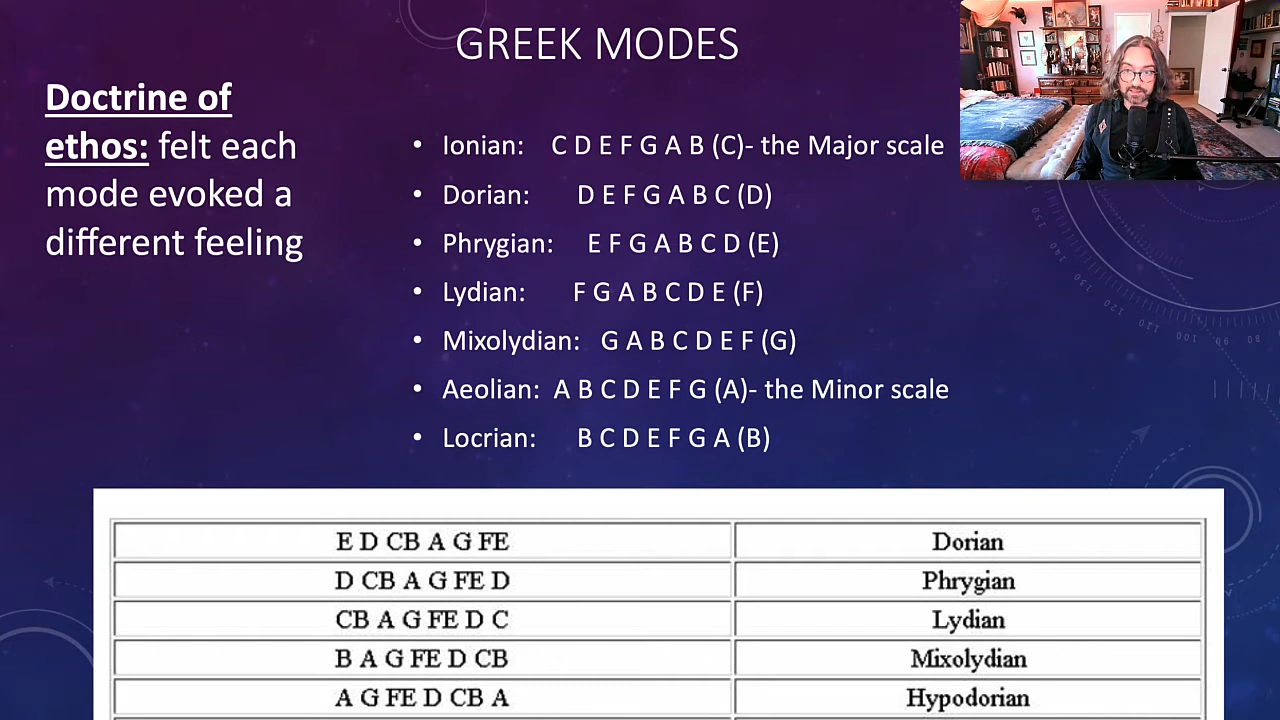 GREEK MODES
Doctrine of
ethos: felt each
mode evoked a
different feeling
• Ionian: C D E F G A B (C)- the Major scale
• Dorian: D E F G A B C (D)
• Phrygian: E F G A B C D (E)
• Lydian: F G A B C D E (F)
• Mixolydian: G A B C D E F (G)
• Aeolian: A B C D E F G (A)- the Minor scale
• Locrian: B C D E F G A (B)
E D CB A G FE Dorian
D CB A G FE D Phrygian
CB A G FE D C Lydian
B A G FE D CB Mixolydian
A G FE D CB A Hypodorian